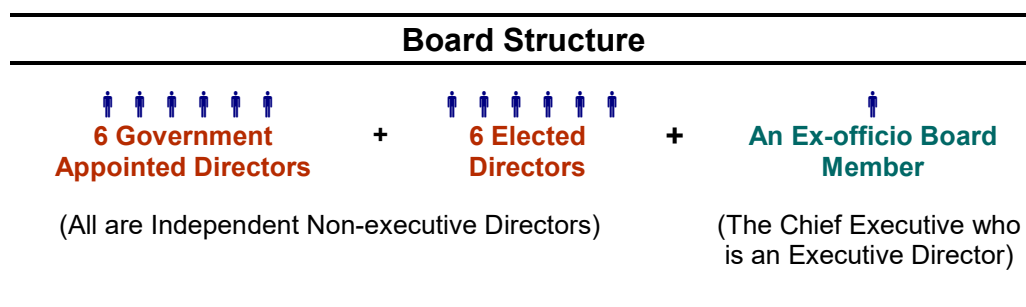 Board Structure
6 Government
Appointed Directors
+
6 Elected
Directors
+
An Ex-officio Board
Member
(All are Independent Non-executive Directors)
(The Chief Executive who
is an Executive Director)